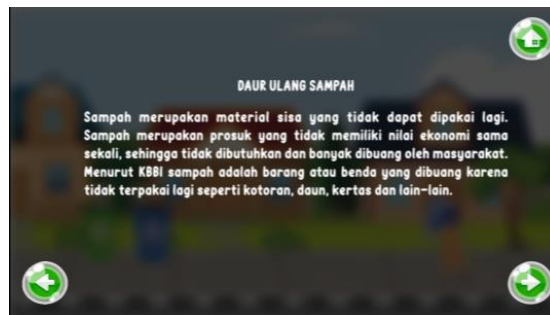 DAUR ULANG SAMPAH
Sampah merupakan material sisa yang tidak dapat dipakai lagi.
Sampah merupakan prosuk yang tidak memiliki nilai ekonomi sama
sekali, sehingga tidak dibutuhkan dan banyak dibuang oleh masyarakat.
Menurut KBBI sampah adalah barang atau benda yang dibuang karena
tidak terpakai lagi seperti kotoran, daun, kertas dan lain-lain.